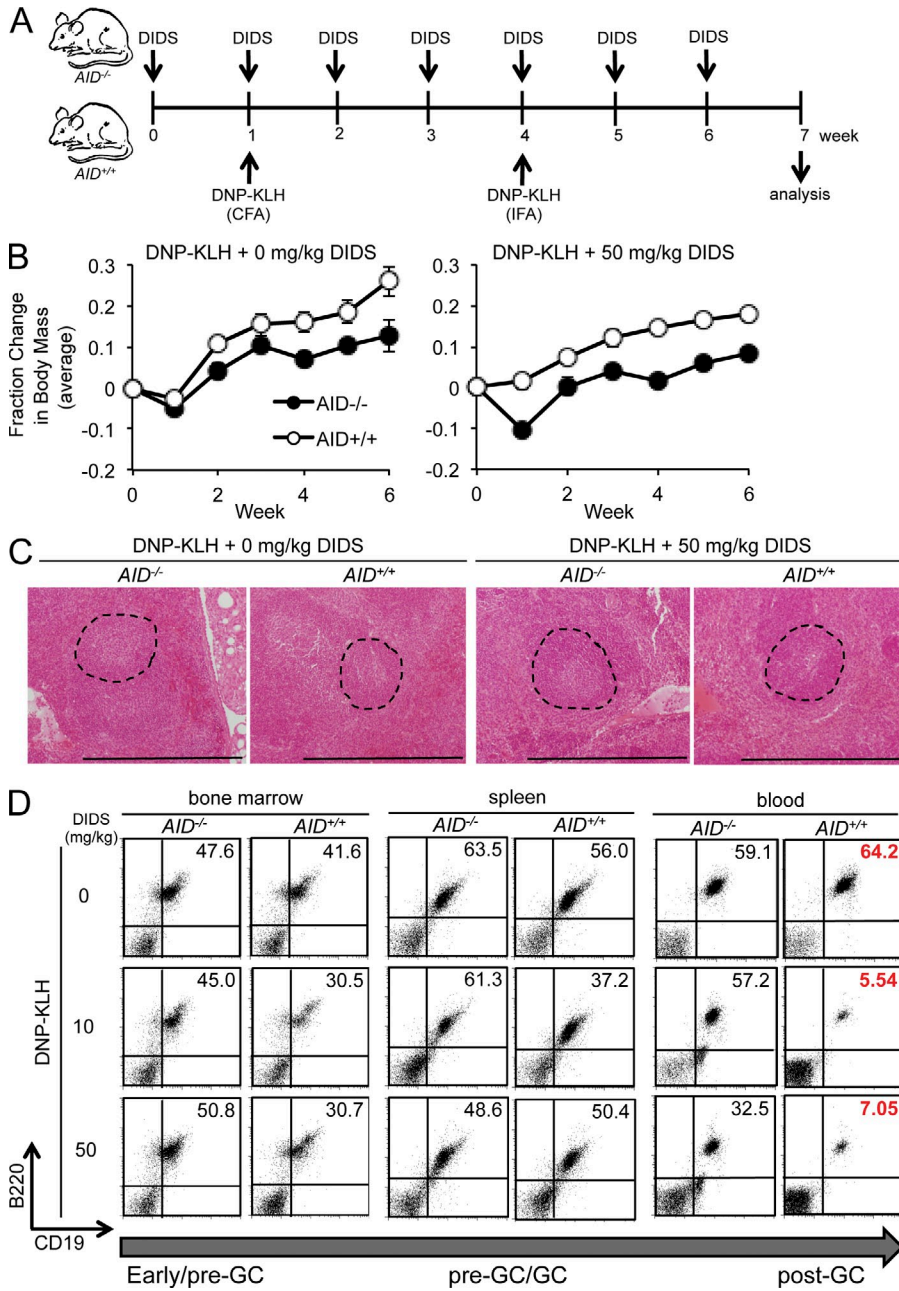 A
DIDS DIDS DIDS DIDS DIDS DIDS DIDS
AID-/-
0 1 2 3 4 5 6 7 week
AID+/+
DNP-KLH DNP-KLH analysis
(CFA) (IFA)
B
DNP-KLH + 0 mg/kg DIDS DNP-KLH + 50 mg/kg DIDS
Fraction Change
in Body Mass
(average)
0.3 0.3
0.2 0.2
0.1 0.1
0 0
-0.1 -0.1
-0.2 -0.2
AID-/-
AID+/+
0 2 4 6 0 2 4 6
Week Week
C
DNP-KLH + 0 mg/kg DIDS DNP-KLH + 50 mg/kg DIDS
AID-/- AID+/+ AID-/- AID+/+
D
bone marrow spleen blood
DIDS
(mg/kg)
AID-/- AID+/+ AID-/- AID+/+ AID-/- AID+/+
0 47.6 41.6 63.5 56.0 59.1 64.2
10 45.0 30.5 61.3 37.2 57.2 5.54
50 50.8 30.7 48.6 50.4 32.5 7.05
DNP-KLH
B220
CD19
Early/pre-GC pre-GC/GC post-GC